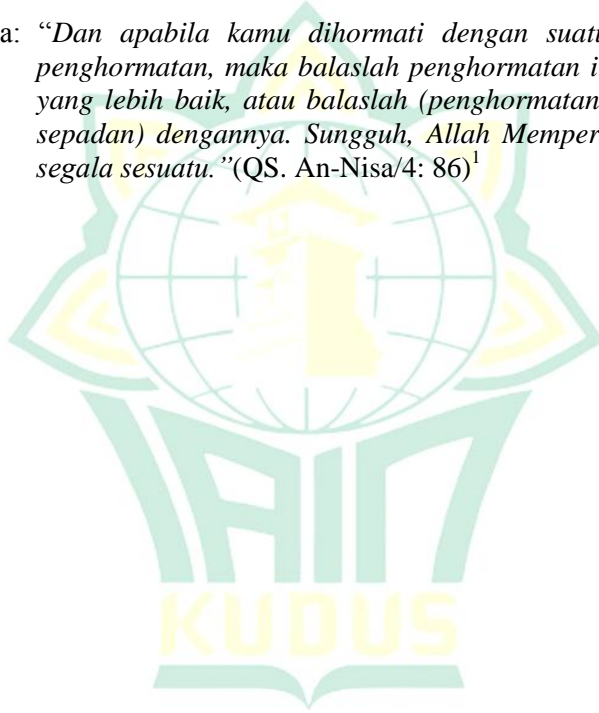 a: “Dan apabila kamu dihormati dengan suatu
penghormatan, maka balaslah penghormatan i
yang lebih baik, atau balaslah (penghormatan
sepadan) dengannya. Sungguh, Allah Memper
segala sesuatu.”(QS. An-Nisa/4: 86)1
IAIN
KUDUS